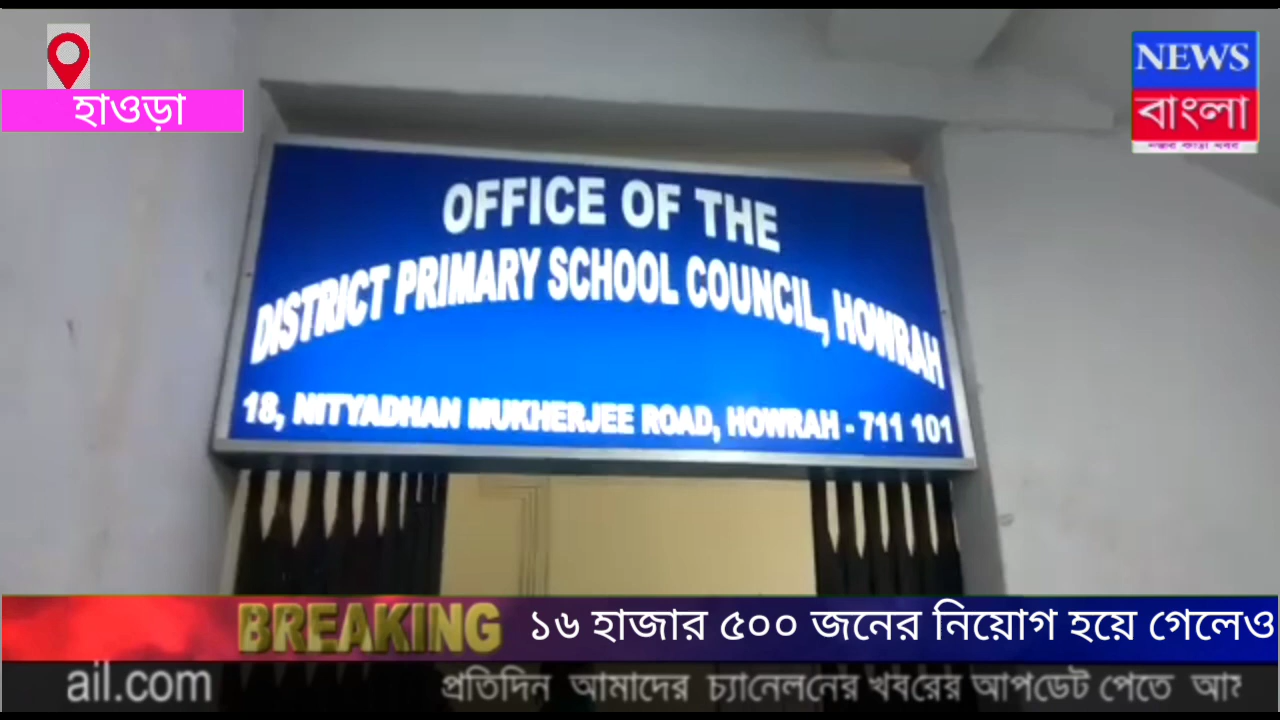 হাওড়া
NEWS
বাংলা
OFFICE OF THE
DISTRICT PRIMARY SCHOOL COUNCIL, HOWRAH
18, NITYADHAN MUKHERJEE ROAD, HOWRAH - 711 101
BREAKING ১৬ হাজার ৫০০ জনের নিয়োগ হয়ে গেলেও
ail.com প্রতিদিন আমাদের চ্যানেলনের খবরের আপডেট পেতে